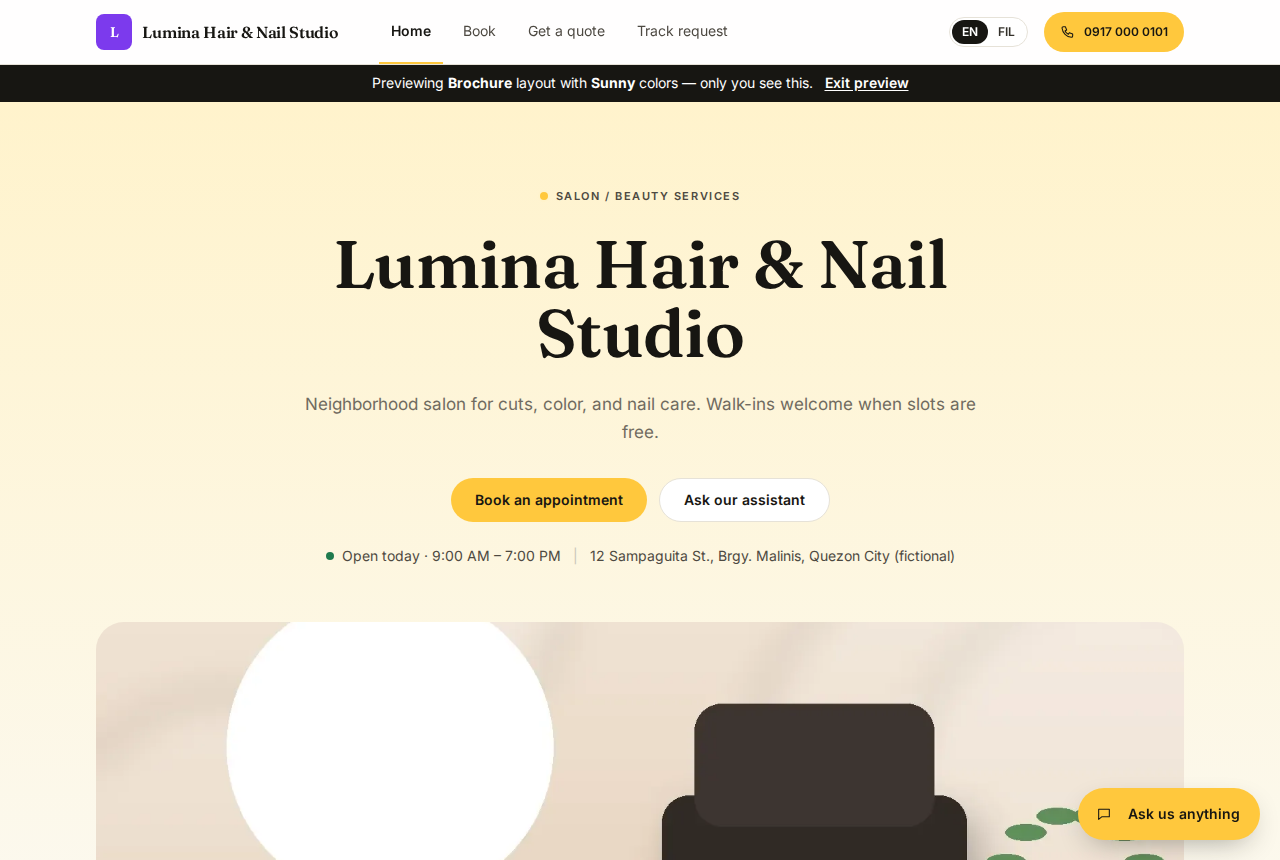 L
Lumina Hair & Nail Studio
Home
Book
Get a quote
Track request
EN
FIL
0917 000 0101
Previewing Brochure layout with Sunny colors — only you see this. Exit preview
SALON / BEAUTY SERVICES
Lumina Hair & Nail
Studio
Neighborhood salon for cuts, color, and nail care. Walk-ins welcome when slots are
free.
Book an appointment
Ask our assistant
Open today · 9:00 AM – 7:00 PM | 12 Sampaguita St., Brgy. Malinis, Quezon City (fictional)
Ask us anything